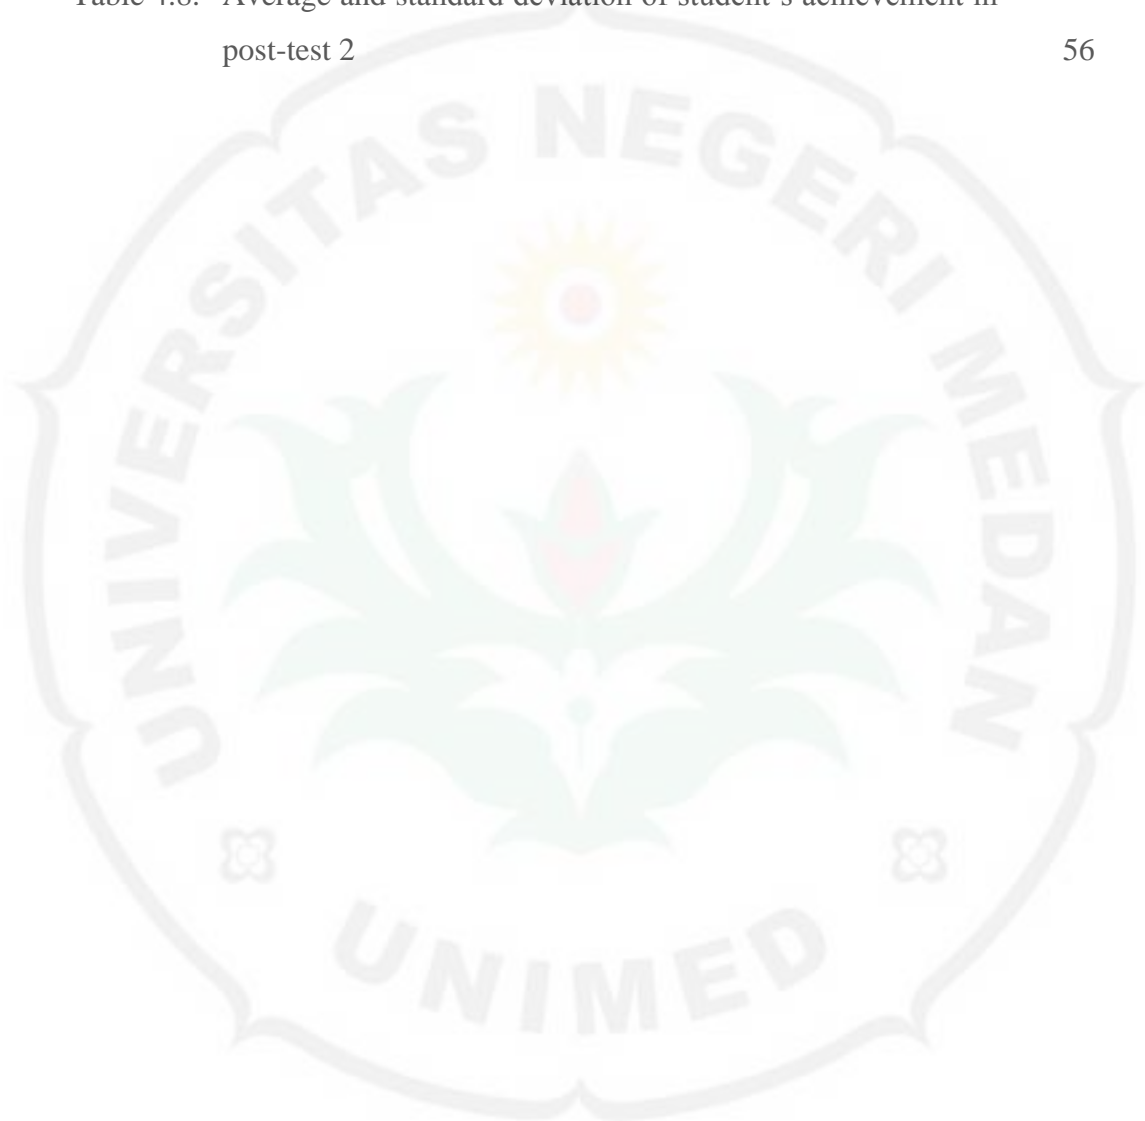 Table 4.8. Average and standard deviation of student's achievement in
post-test 2 56
UNIVERSITAS NEGERI MEDAN
UNIMED